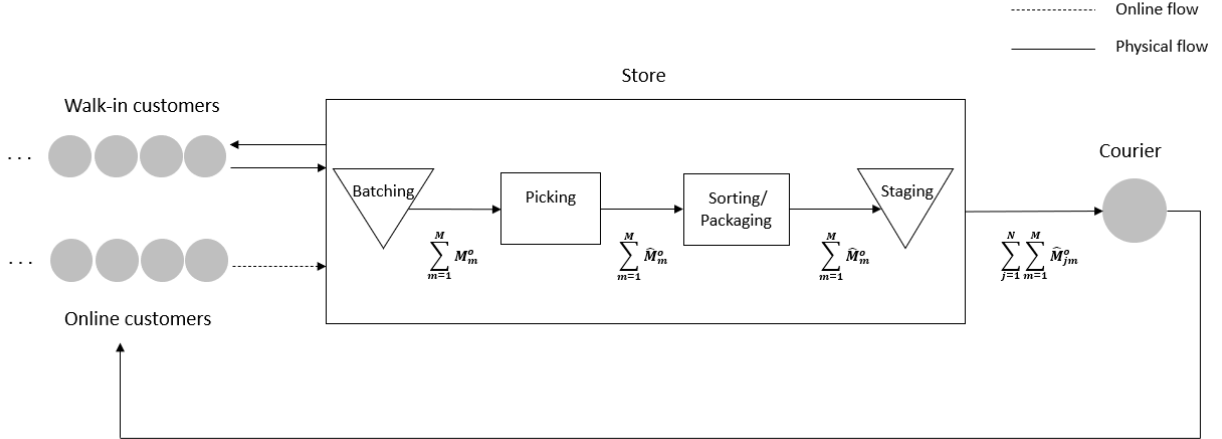 Online flow
Physical flow
Store
Walk-in customers
...
Courier
Batching
Picking
Sorting/
Packaging
Staging
M M M N M
∑ M_m^o ∑ M̂_m^o ∑ M̂_m^o ∑ ∑ M̂_{jm}^o
m=1 m=1 m=1 j=1 m=1
...
Online customers